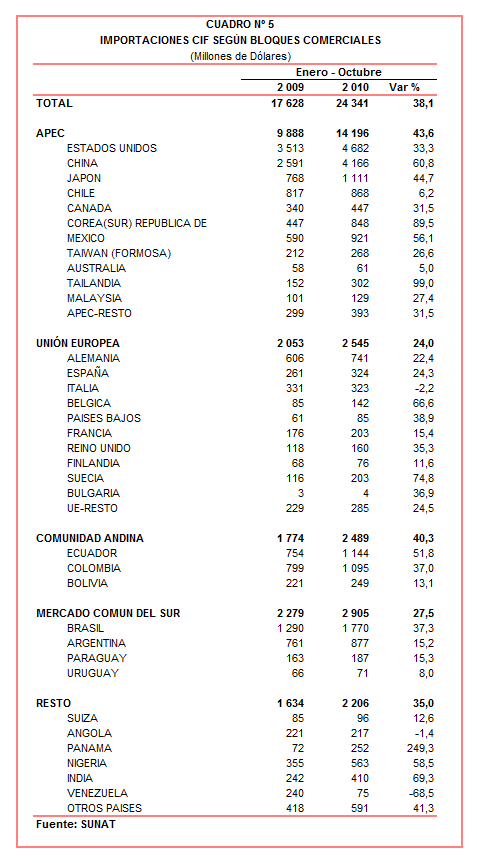 CUADRO Nº 5
IMPORTACIONES CIF SEGÚN BLOQUES COMERCIALES
(Millones de Dólares)
Enero - Octubre
2 009 2 010 Var %
TOTAL 17 628 24 341 38,1
APEC 9 888 14 196 43,6
ESTADOS UNIDOS 3 513 4 682 33,3
CHINA 2 591 4 166 60,8
JAPON 768 1 111 44,7
CHILE 817 868 6,2
CANADA 340 447 31,5
COREA(SUR) REPUBLICA DE 447 848 89,5
MEXICO 590 921 56,1
TAIWAN (FORMOSA) 212 268 26,6
AUSTRALIA 58 61 5,0
TAILANDIA 152 302 99,0
MALAYSIA 101 129 27,4
APEC-RESTO 299 393 31,5
UNIÓN EUROPEA 2 053 2 545 24,0
ALEMANIA 606 741 22,4
ESPAÑA 261 324 24,3
ITALIA 331 323 -2,2
BELGICA 85 142 66,6
PAISES BAJOS 61 85 38,9
FRANCIA 176 203 15,4
REINO UNIDO 118 160 35,3
FINLANDIA 68 76 11,6
SUECIA 116 203 74,8
BULGARIA 3 4 36,9
UE-RESTO 229 285 24,5
COMUNIDAD ANDINA 1 774 2 489 40,3
ECUADOR 754 1 144 51,8
COLOMBIA 799 1 095 37,0
BOLIVIA 221 249 13,1
MERCADO COMUN DEL SUR 2 279 2 905 27,5
BRASIL 1 290 1 770 37,3
ARGENTINA 761 877 15,2
PARAGUAY 163 187 15,3
URUGUAY 66 71 8,0
RESTO 1 634 2 206 35,0
SUIZA 85 96 12,6
ANGOLA 221 217 -1,4
PANAMA 72 252 249,3
NIGERIA 355 563 58,5
INDIA 242 410 69,3
VENEZUELA 240 75 -68,5
OTROS PAISES 418 591 41,3
Fuente: SUNAT